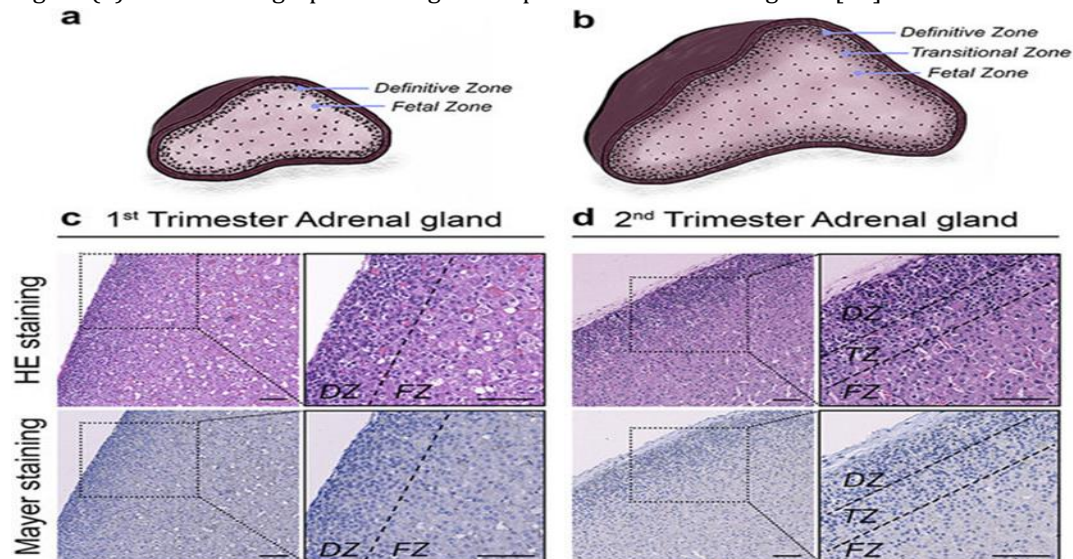 a
b
Definitive Zone
Fetal Zone
Definitive Zone
Transitional Zone
Fetal Zone
c 1st Trimester Adrenal gland
d 2nd Trimester Adrenal gland
HE staining
DZ FZ
DZ
TZ
FZ
Mayer staining
DZ FZ
DZ
TZ
FZ